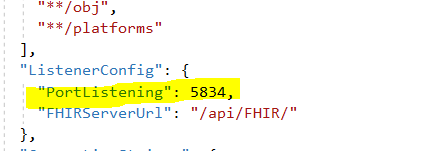 "**/obj",
"**/platforms"
],
"ListenerConfig": {
"PortListening": 5834,
"FHIRServerUrl": "/api/FHIR/"
},